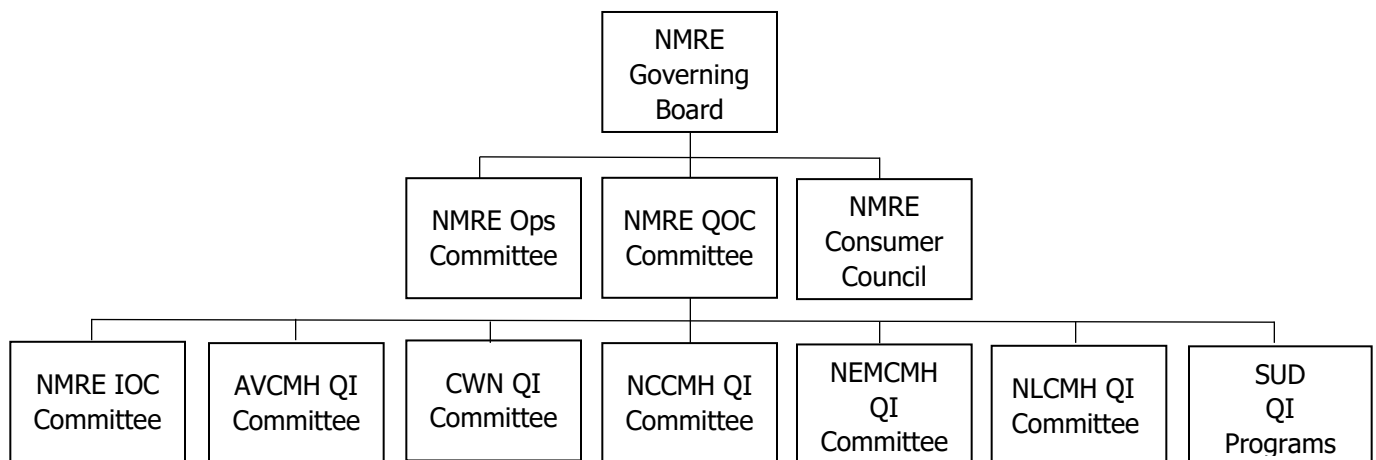 NMRE
Governing
Board
NMRE Ops
Committee
NMRE QOC
Committee
NMRE
Consumer
Council
NMRE IOC
Committee
AVCMH QI
Committee
CWN QI
Committee
NCCMH QI
Committee
NEMCMH
QI
Committee
NLCMH QI
Committee
SUD
QI
Programs